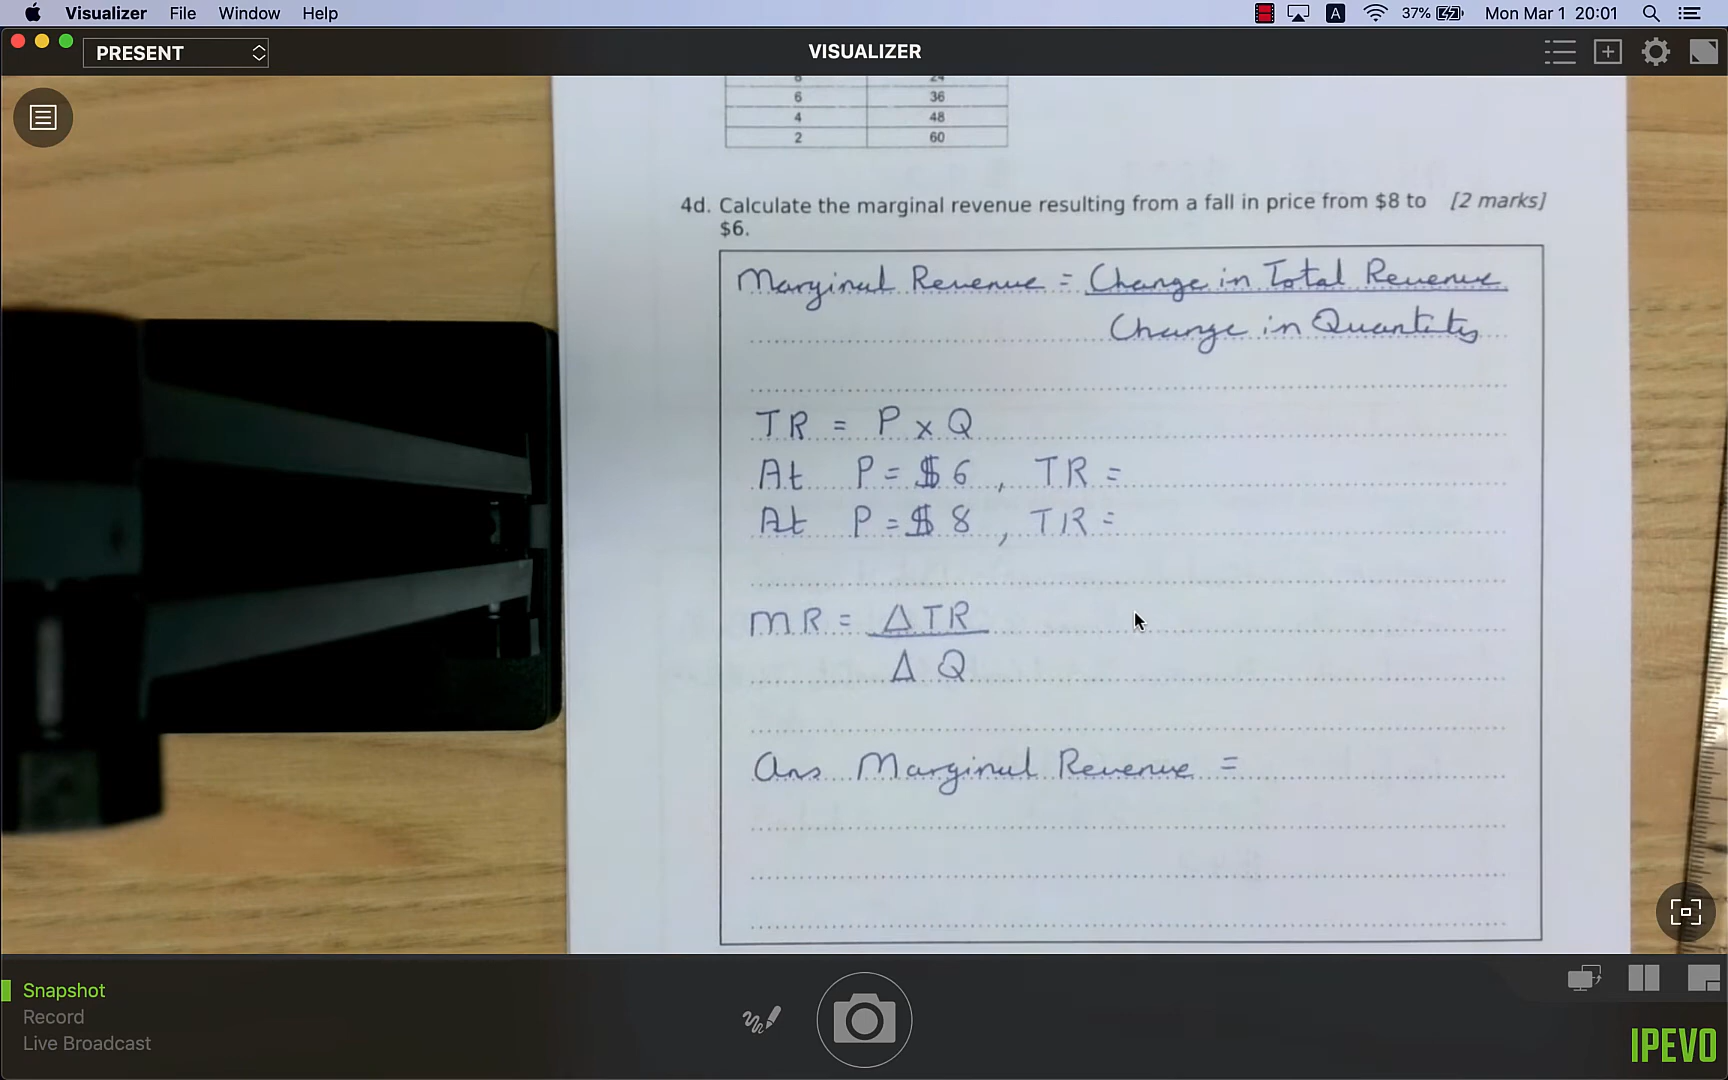 Visualizer File Window Help
A 37% Mon Mar 1 20:01
PRESENT
VISUALIZER
8 24
6 36
4 48
2 60
4d. Calculate the marginal revenue resulting from a fall in price from $8 to [2 marks]
$6.
Marginal Revenue = Change in Total Revenue
Change in Quantity
TR = P x Q
At P = $6, TR =
At P = $8, TR =
MR = Δ TR
Δ Q
Ans Marginal Revenue =
Snapshot
Record
Live Broadcast
IPEVO